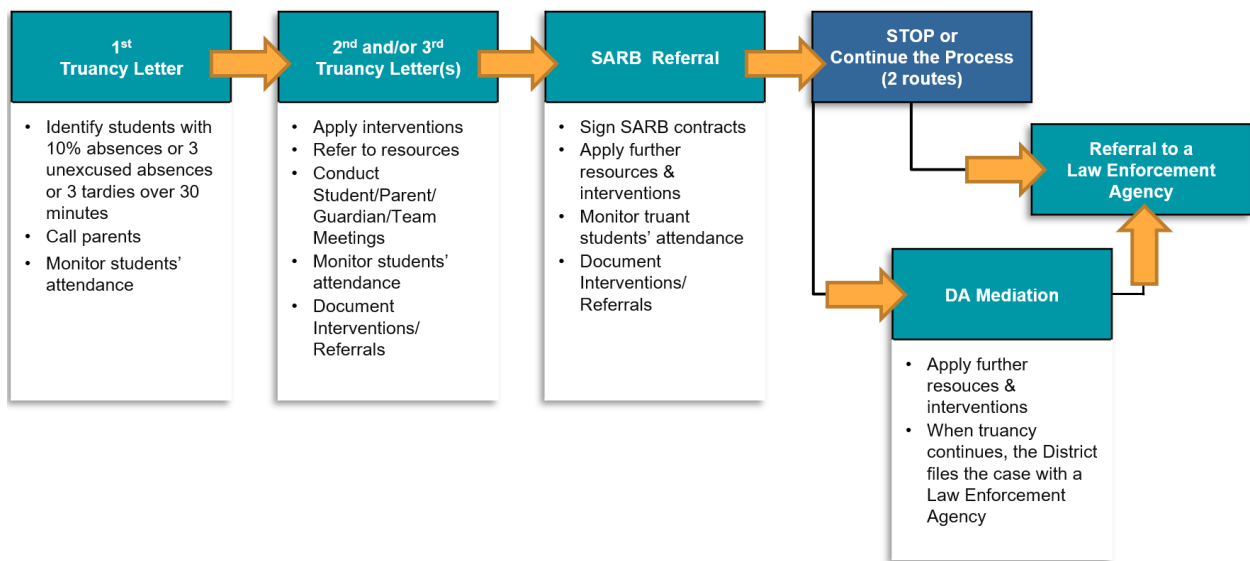 1st
Truancy Letter
2nd and/or 3rd
Truancy Letter(s)
SARB Referral
STOP or
Continue the Process
(2 routes)
• Identify students with
10% absences or 3
unexcused absences
or 3 tardies over 30
minutes
• Call parents
• Monitor students'
attendance
• Apply interventions
• Refer to resources
• Conduct
Student/Parent/
Guardian/Team
Meetings
• Monitor students'
attendance
• Document
Interventions/
Referrals
• Sign SARB contracts
• Apply further
resources &
interventions
• Monitor truant
students' attendance
• Document
Interventions/
Referrals
Referral to a
Law Enforcement
Agency
DA Mediation
• Apply further
resouces &
interventions
• When truancy
continues, the District
files the case with a
Law Enforcement
Agency